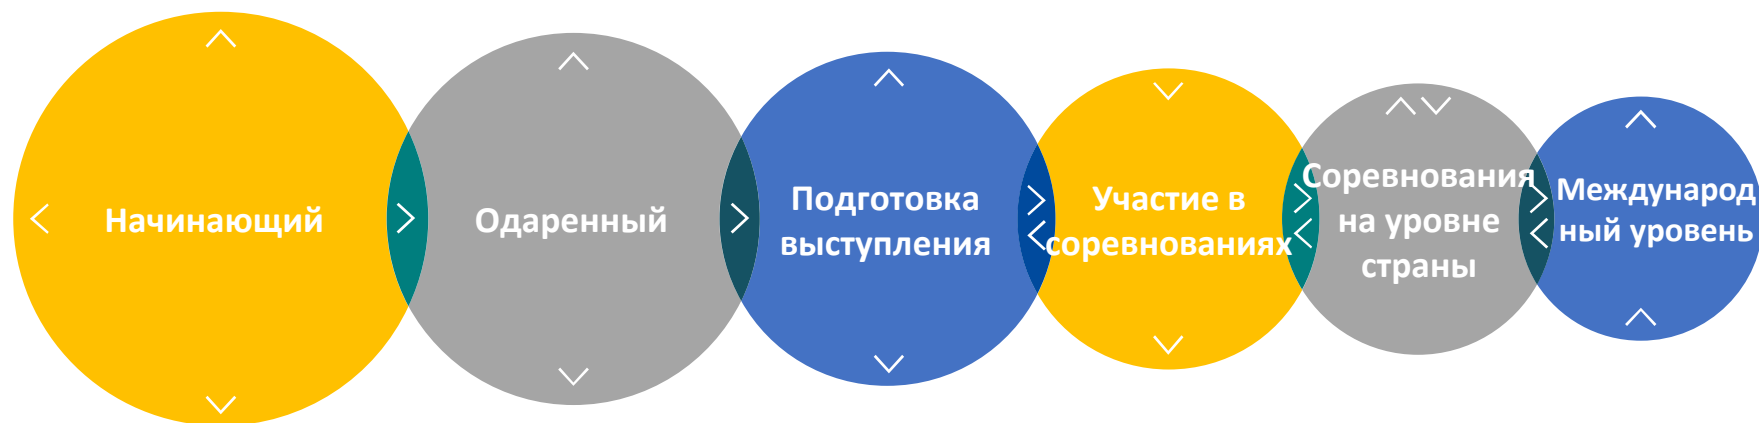 Начинающий
Одаренный
Подготовка
выступления
Участие в
соревнованиях
Соревнования
на уровне
страны
Международ
ный уровень